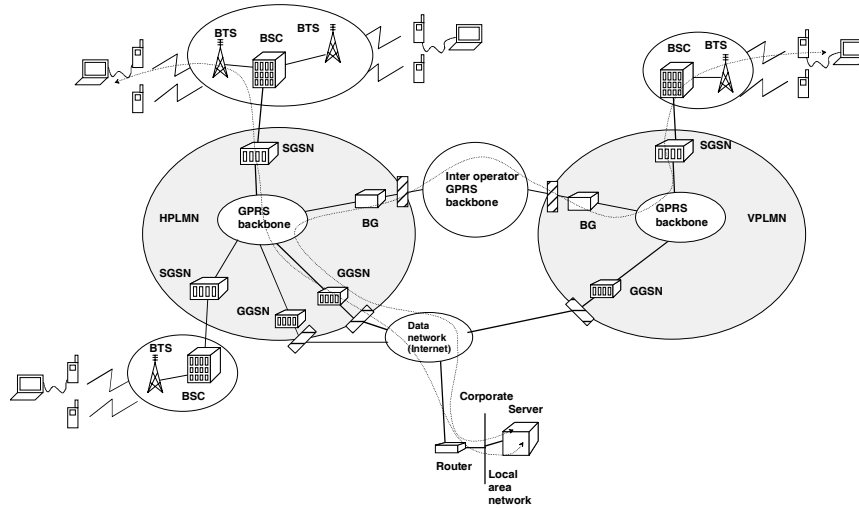 BTS
BSC
BTS
BSC
BTS
SGSN
SGSN
Inter operator
GPRS
backbone
HPLMN
GPRS
backbone
BG
BG
GPRS
backbone
VPLMN
SGSN
GGSN
GGSN
GGSN
Data
network
(Internet)
BTS
BSC
Corporate
Server
Router
Local
area
network